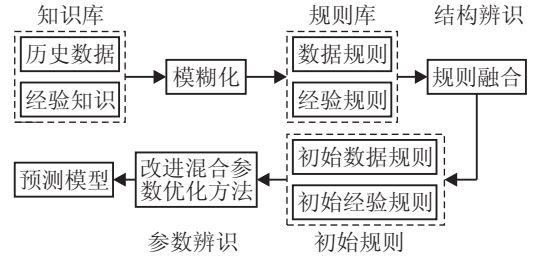 知识库
规则库
结构辨识
历史数据
经验知识
模糊化
数据规则
经验规则
规则融合
初始数据规则
初始经验规则
改进混合参
数优化方法
预测模型
参数辨识
初始规则